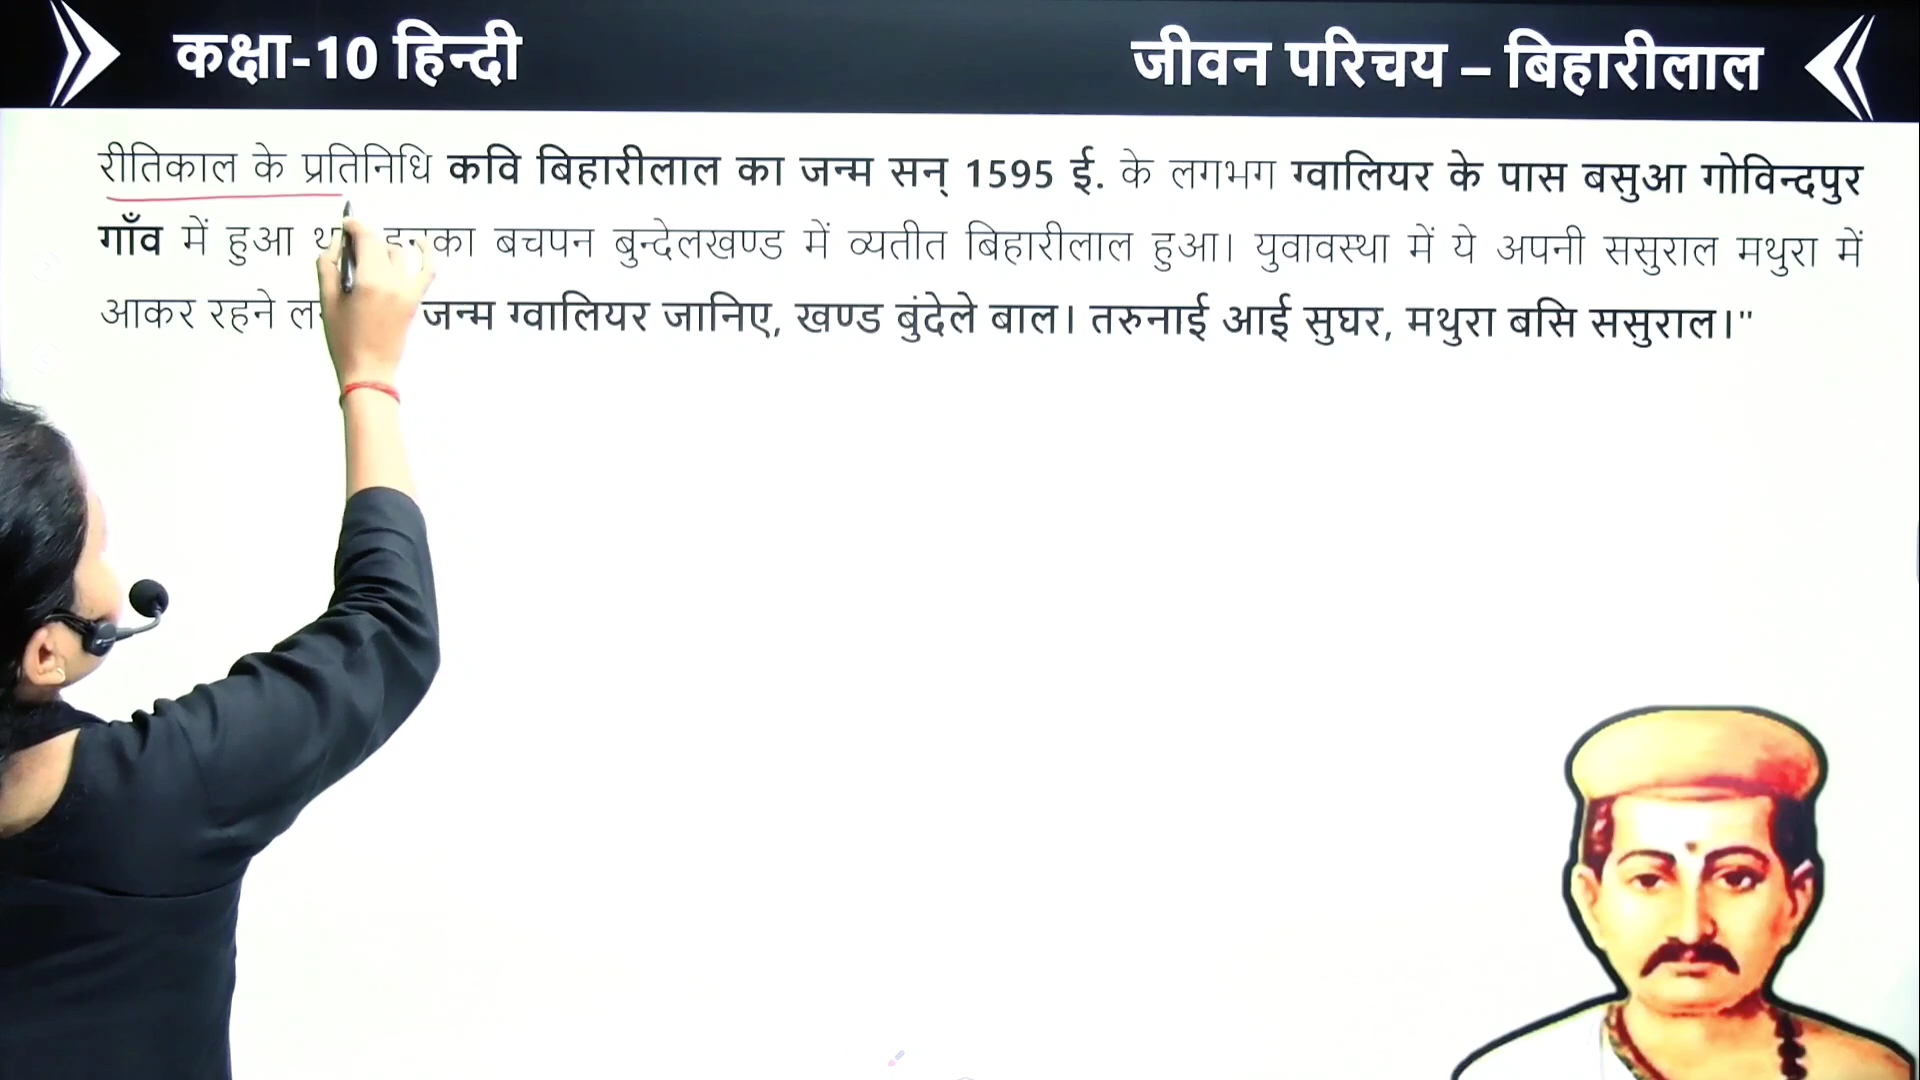 कक्षा-10 हिन्दी
जीवन परिचय – बिहारीलाल
रीतिकाल के प्रतिनिधि कवि बिहारीलाल का जन्म सन् 1595 ई. के लगभग ग्वालियर के पास बसुआ गोविन्दपुर
गाँव में हुआ बचपन बुन्देलखण्ड में व्यतीत बिहारीलाल हुआ। युवावस्था में ये अपनी ससुराल मथुरा में
आकर रहने जन्म ग्वालियर जानिए, खण्ड बुंदेले बाल। तरुनाई आई सुघर, मथुरा बसि ससुराल।"